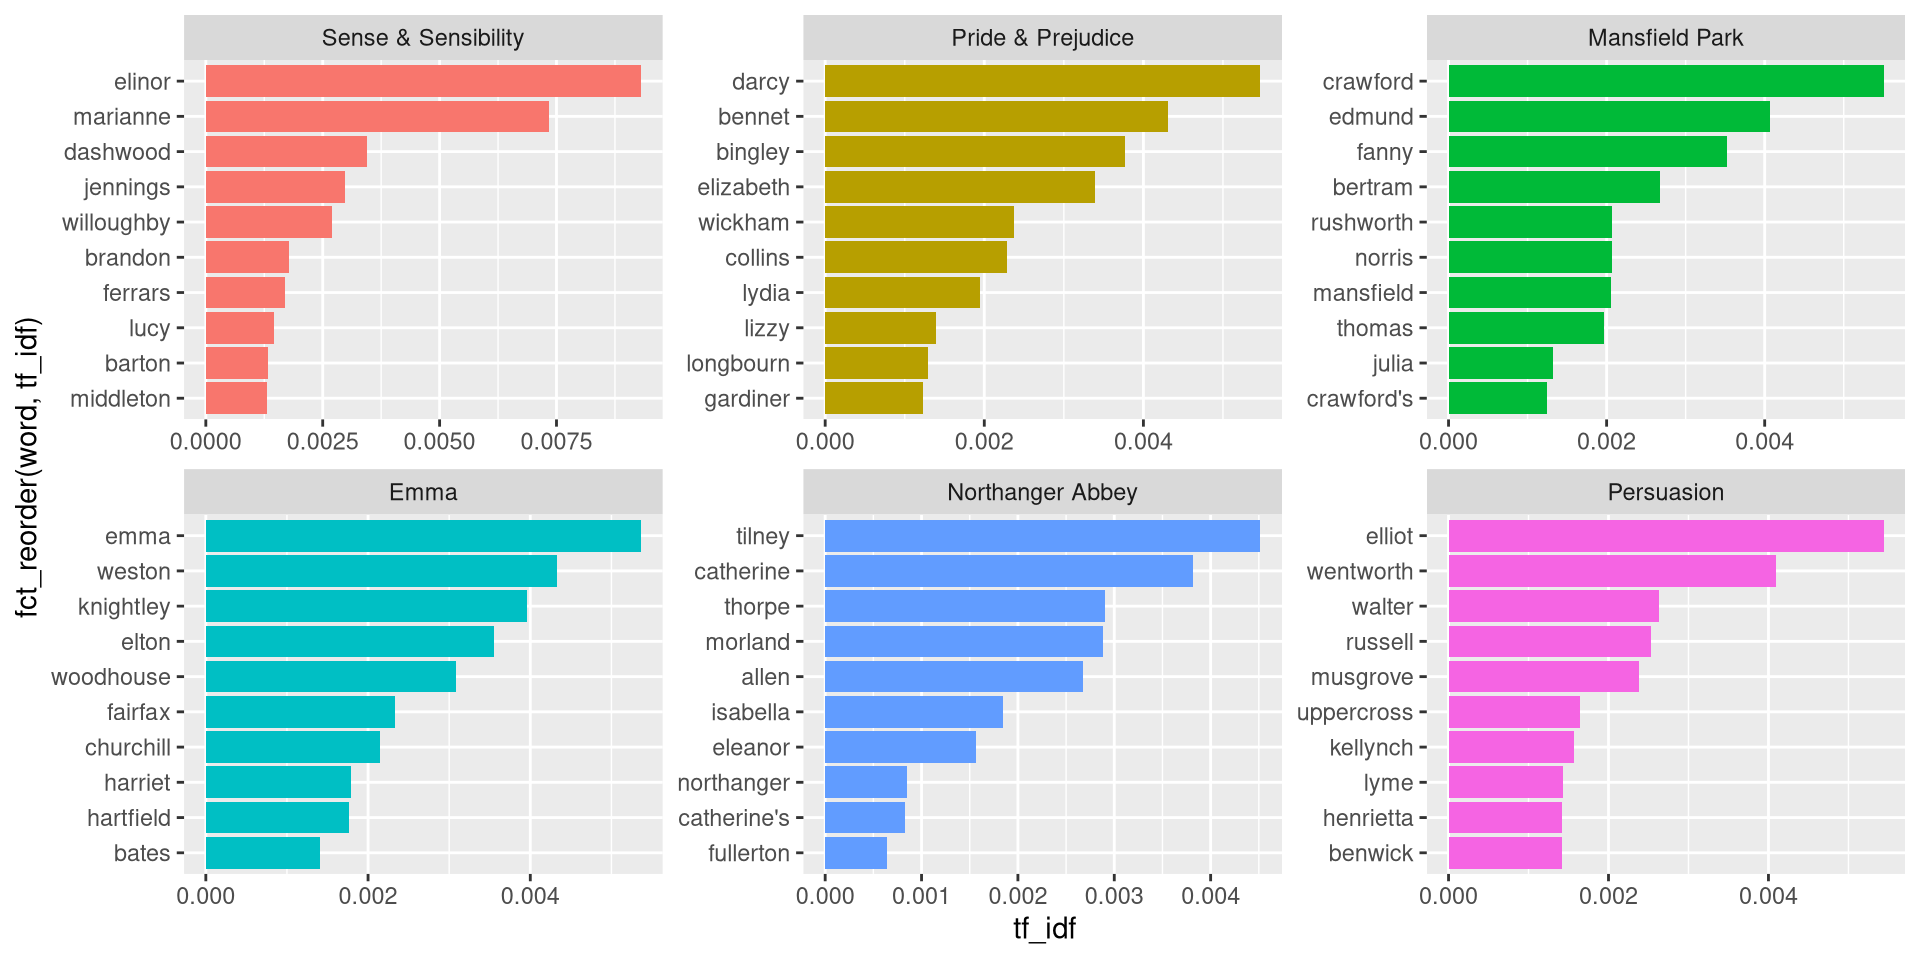 Sense & Sensibility
elinor
marianne
dashwood
jennings
willoughby
brandon
ferrars
lucy
barton
middleton
0.0000 0.0025 0.0050 0.0075
Pride & Prejudice
darcy
bennet
bingley
elizabeth
wickham
collins
lydia
lizzy
longbourn
gardiner
0.000 0.002 0.004
Mansfield Park
crawford
edmund
fanny
bertram
rushworth
norris
mansfield
thomas
julia
crawford's
0.000 0.002 0.004
Emma
emma
weston
knightley
elton
woodhouse
fairfax
churchill
harriet
hartfield
bates
0.000 0.002 0.004
Northanger Abbey
tilney
catherine
thorpe
morland
allen
isabella
eleanor
northanger
catherine's
fullerton
0.000 0.001 0.002 0.003 0.004
Persuasion
elliot
wentworth
walter
russell
musgrove
uppercross
kellynch
lyme
henrietta
benwick
0.000 0.002 0.004
tf_idf
fct_reorder(word, tf_idf)